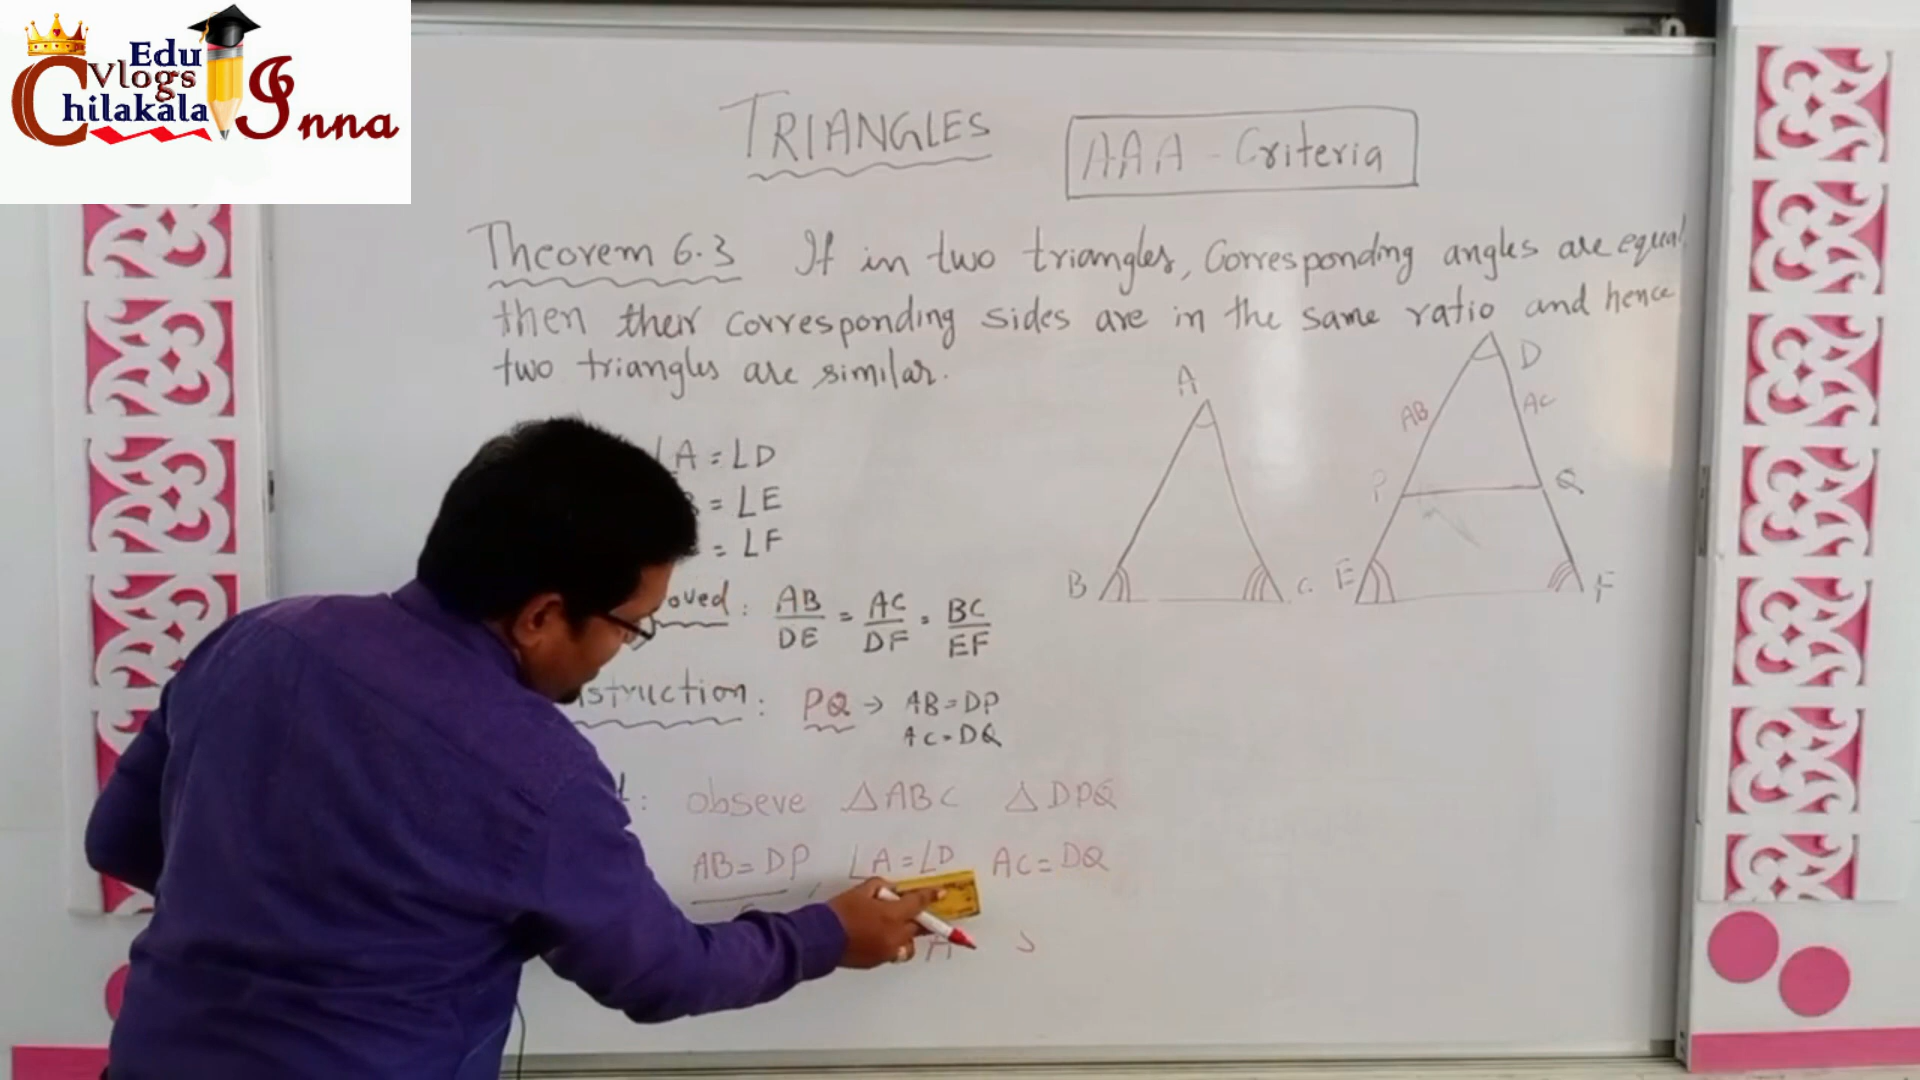 Edu
Vlogs
Chilakala Inna
TRIANGLES
AAA - Criteria
Theorem 6.3 If in two triangles, Corresponding angles are equal
then their corresponding sides are in the same ratio and hence
two triangles are similar.
∠A = ∠D
= ∠E
= ∠F
oved : AB/DE = AC/DF = BC/EF
struction : PQ → AB = DP
AC = DQ
: obseve △ABC △DPQ
AB = DP, ∠A = ∠D AC = DQ
A S
A
B
C
D
AB
AC
P
Q
E
F